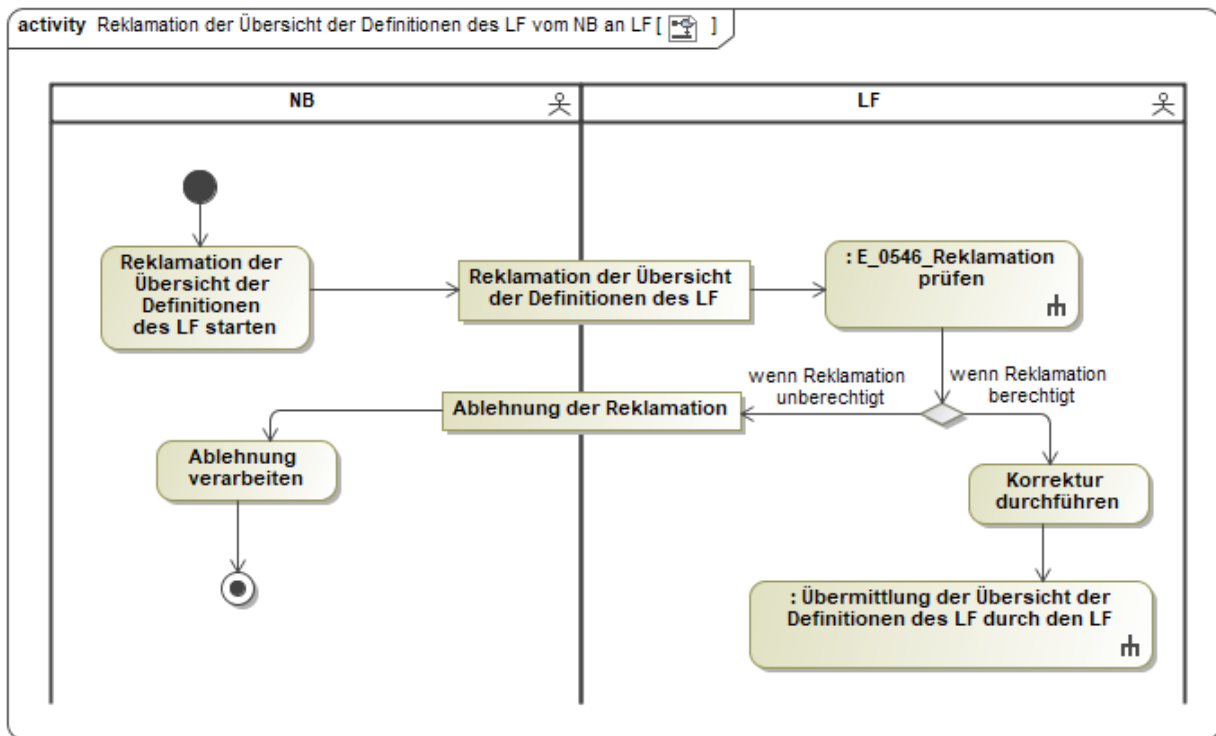 activity Reklamation der Übersicht der Definitionen des LF vom NB an LF [ ]
NB
LF
Reklamation der
Übersicht der
Definitionen
des LF starten
Reklamation der Übersicht
der Definitionen des LF
: E_0546_Reklamation
prüfen
wenn Reklamation
unberechtigt
wenn Reklamation
berechtigt
Ablehnung der Reklamation
Ablehnung
verarbeiten
Korrektur
durchführen
: Übermittlung der Übersicht der
Definitionen des LF durch den LF